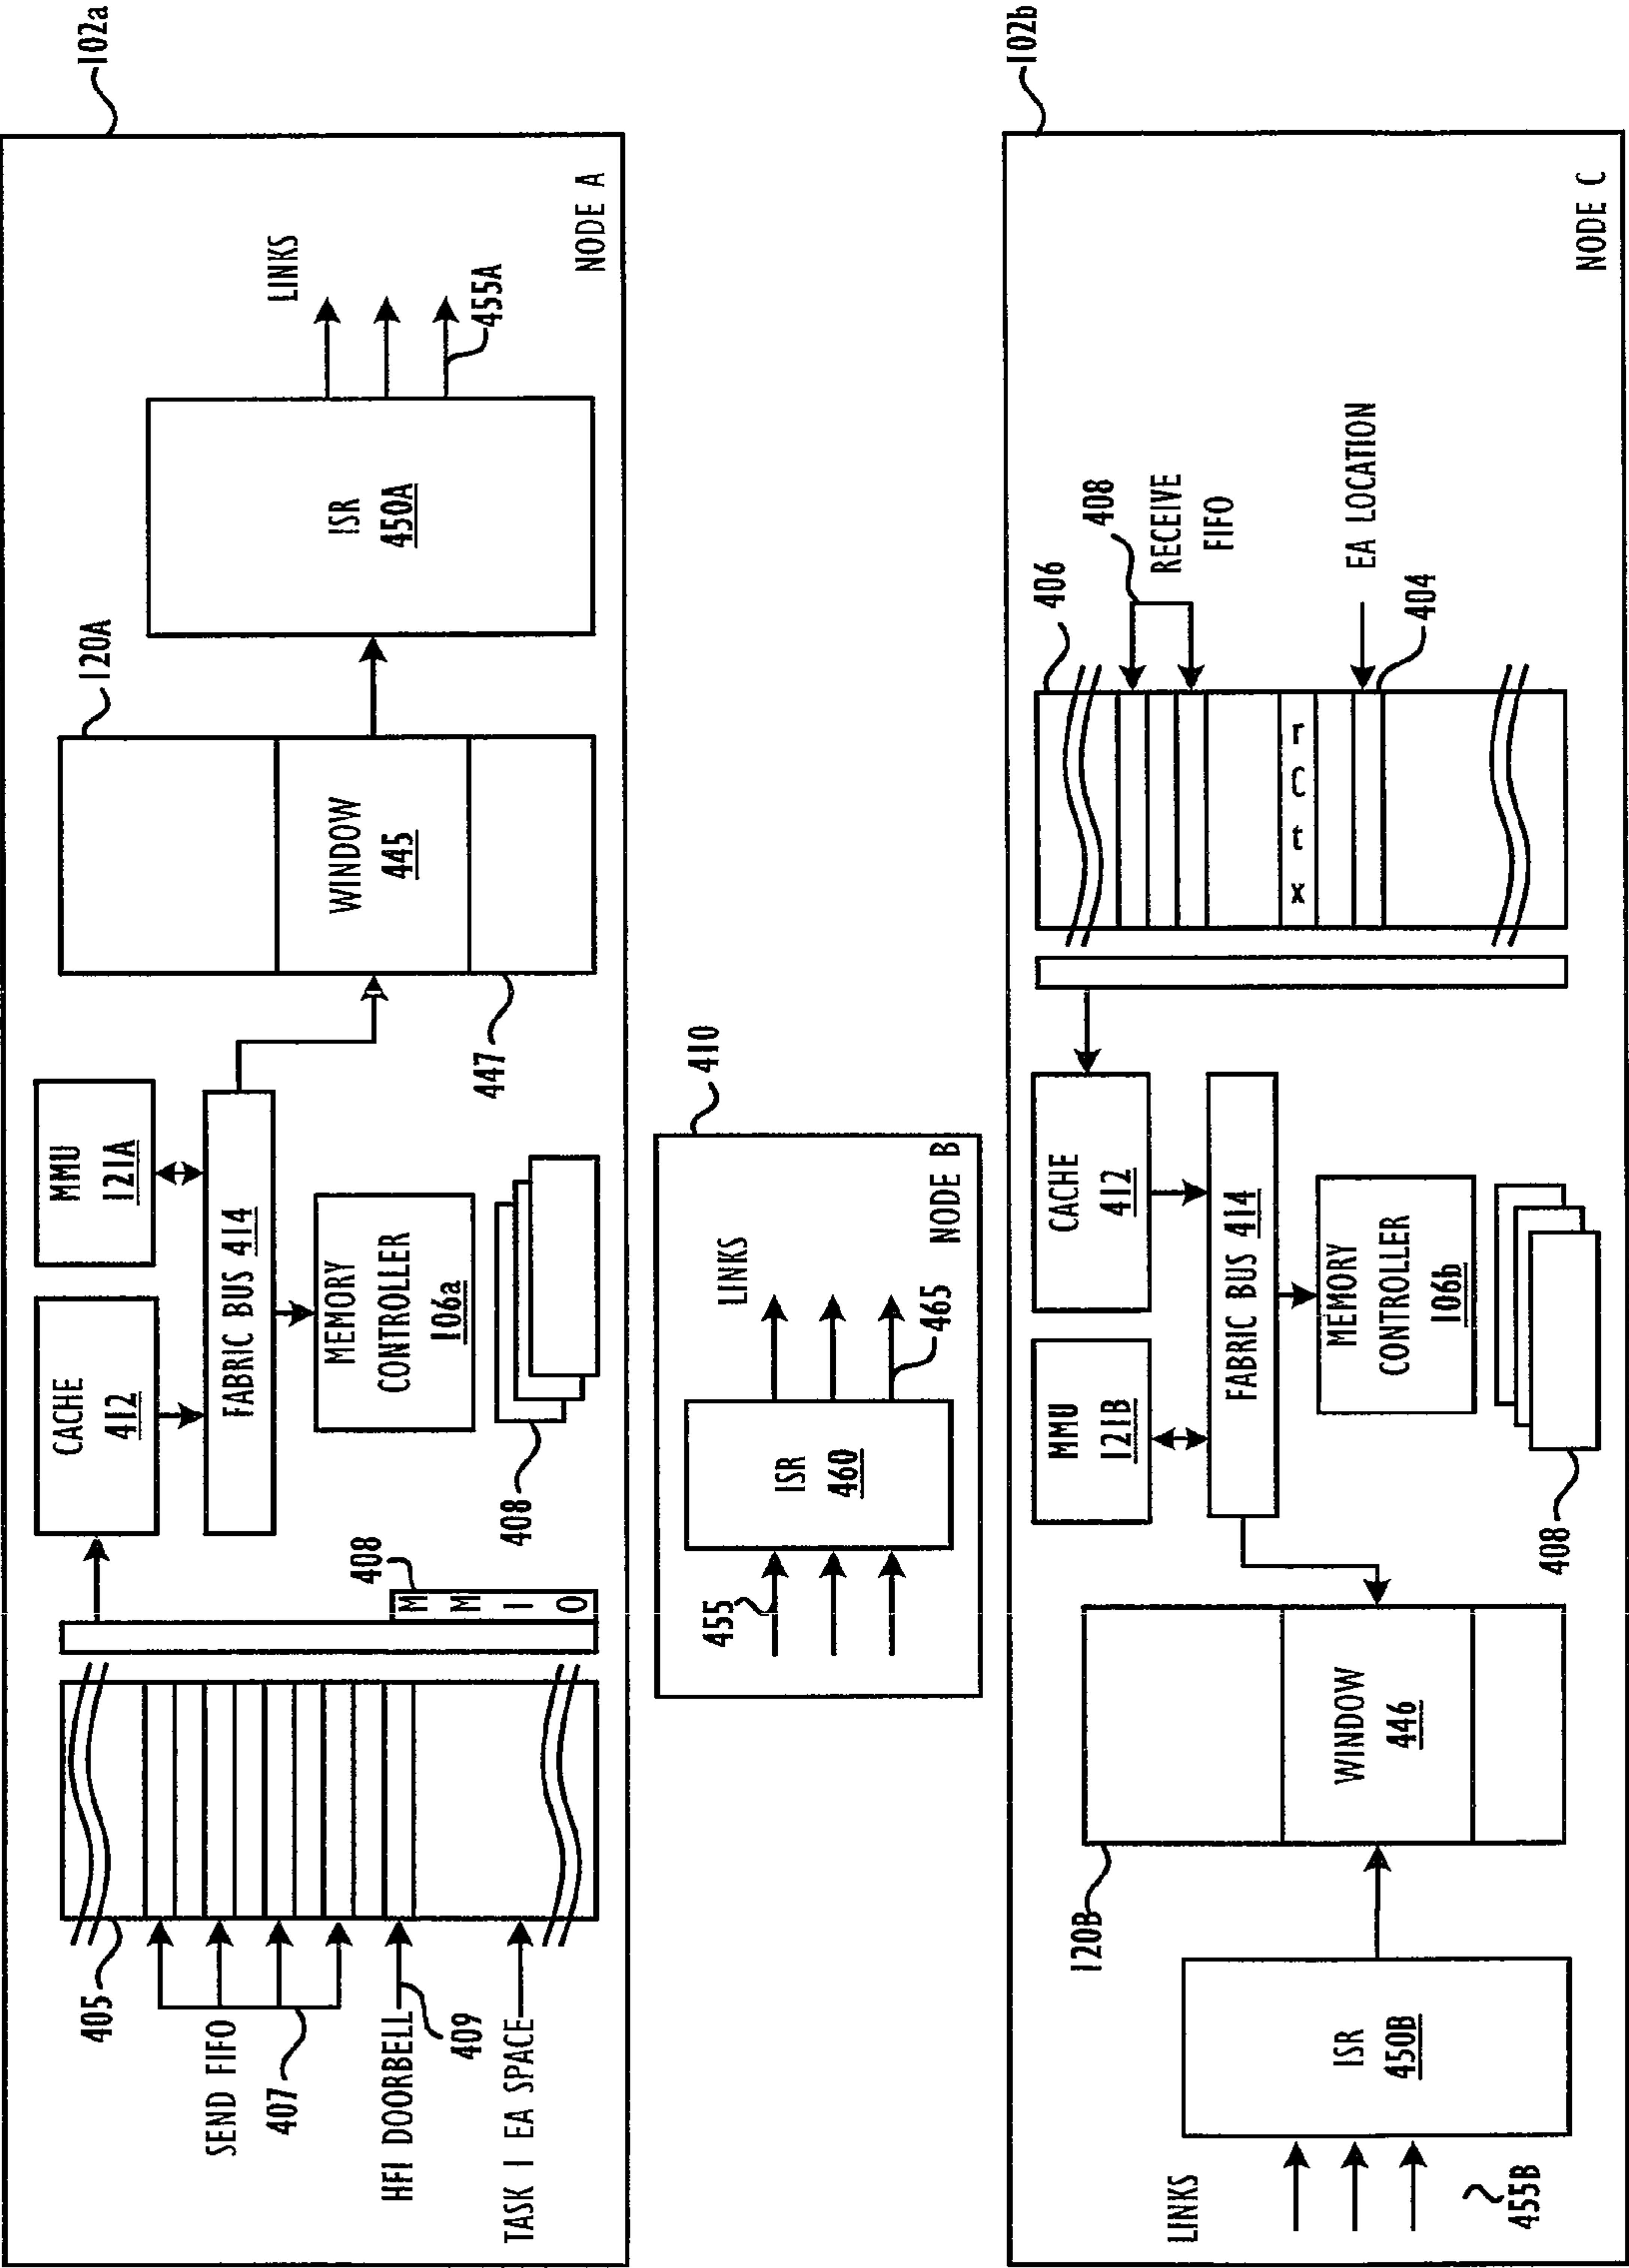 102a
405
SEND FIFO
407
HFI DOORBELL
409
TASK 1 EA SPACE
408
M
M
I
O
CACHE
412
MMU
121A
FABRIC BUS 414
MEMORY
CONTROLLER
106a
408
120A
WINDOW
445
447
ISR
450A
LINKS
455A
NODE A
410
455
ISR
460
LINKS
465
NODE B
102b
LINKS
455B
ISR
450B
120B
WINDOW
446
MMU
121B
CACHE
412
FABRIC BUS 414
MEMORY
CONTROLLER
106b
408
406
408
RECEIVE
FIFO
r
C
t
x
EA LOCATION
404
NODE C